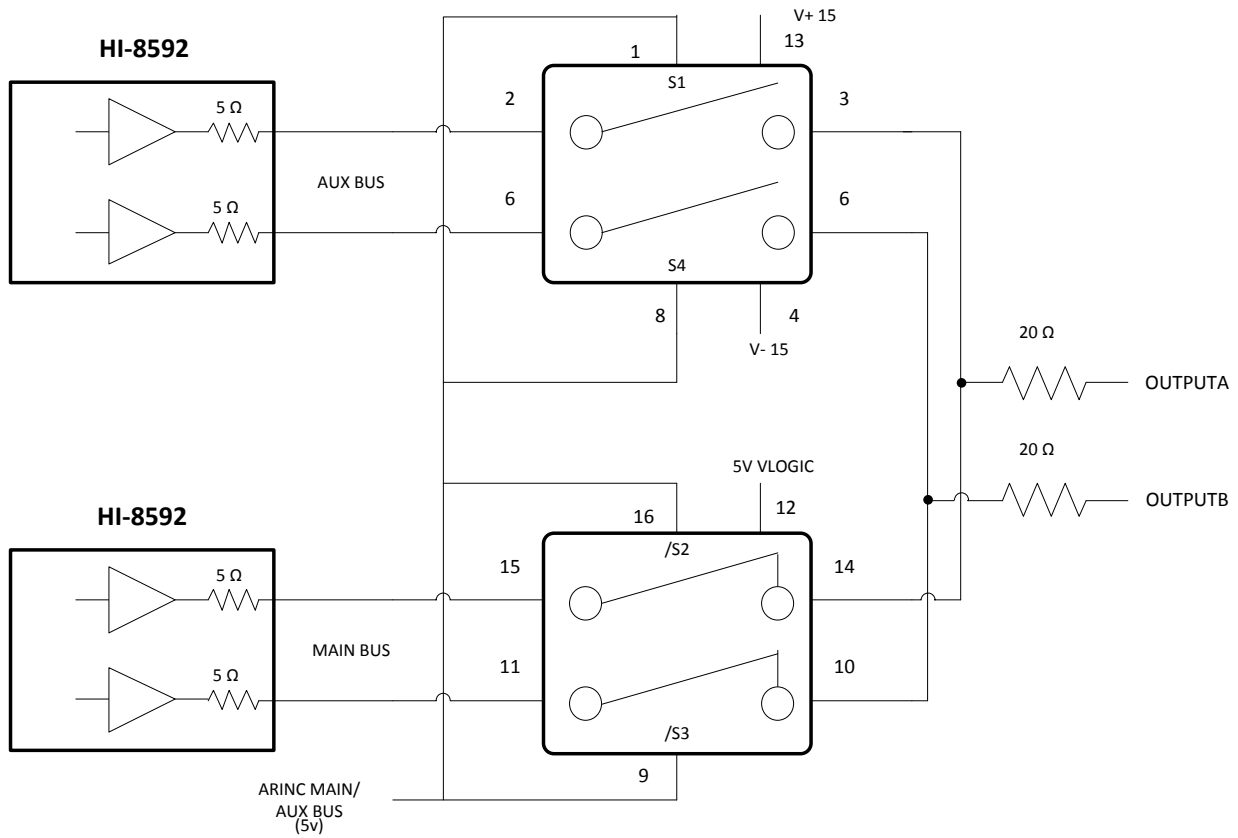 V+ 15
HI-8592
1
13
S1
5 Ω
2
3
AUX BUS
5 Ω
6
6
S4
8
4
V- 15
20 Ω
OUTPUTA
20 Ω
OUTPUTB
5V VLOGIC
HI-8592
16
12
/S2
5 Ω
15
14
MAIN BUS
5 Ω
11
10
/S3
9
ARINC MAIN/
AUX BUS
(5v)